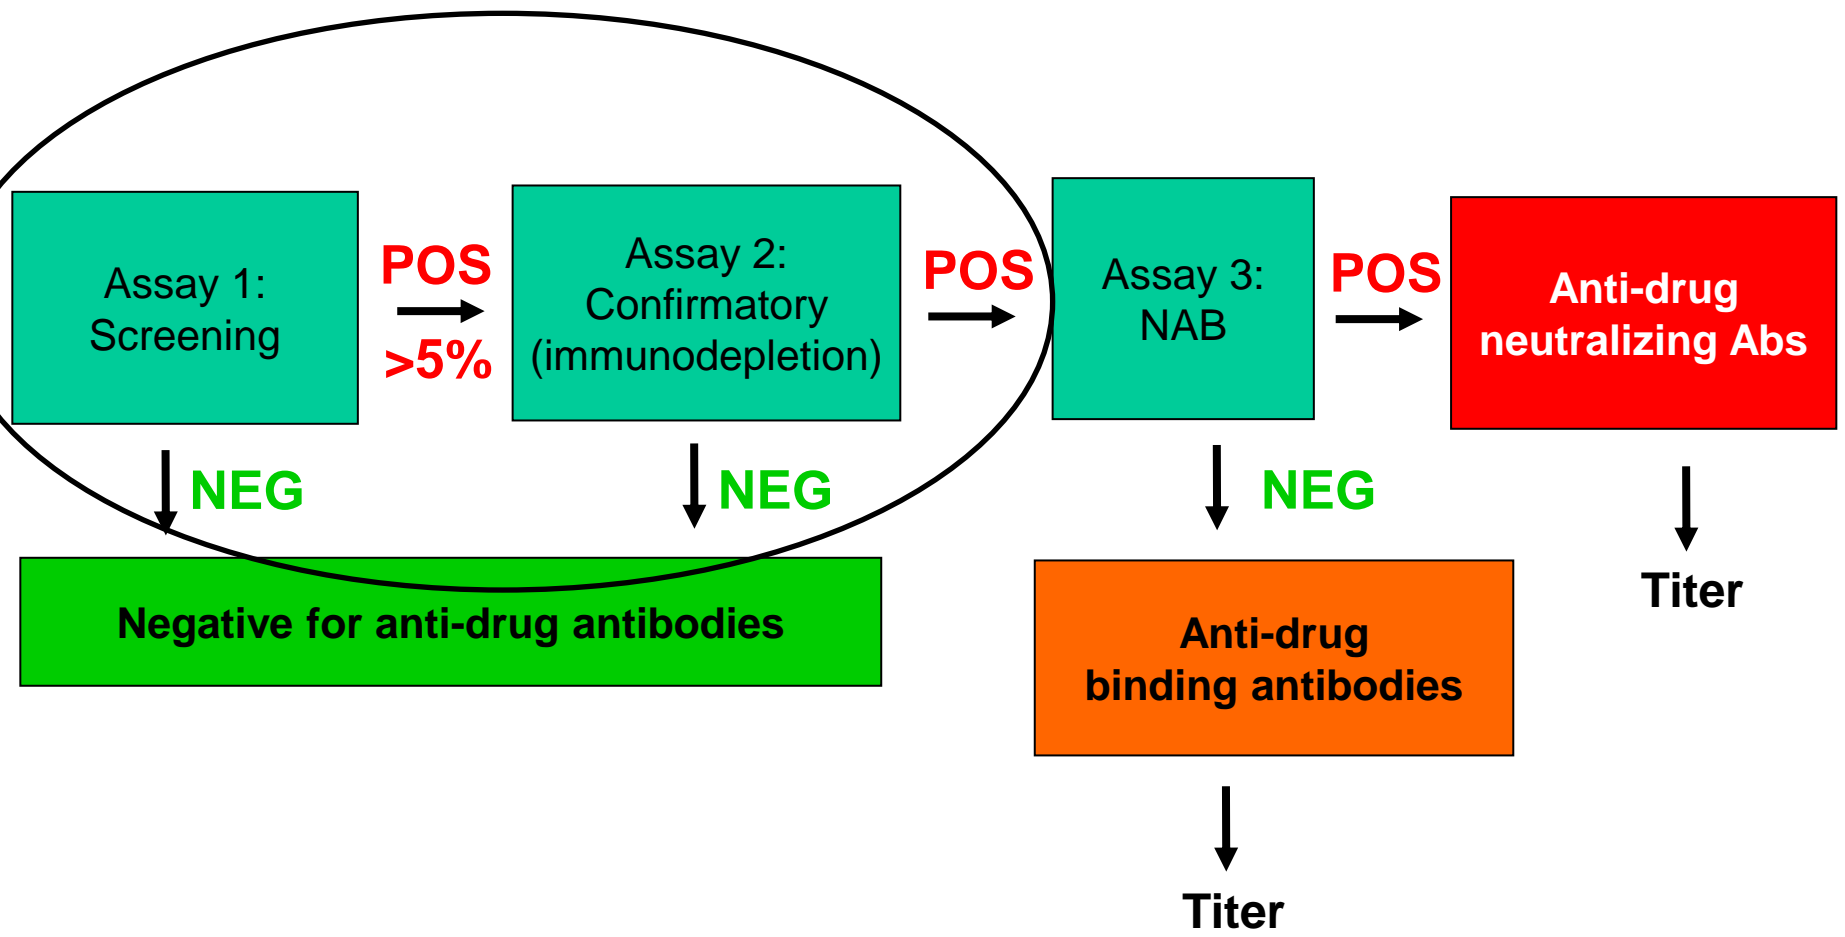 Assay 1:
Screening
POS
>5%
Assay 2:
Confirmatory
(immunodepletion)
POS
Assay 3:
NAB
POS
Anti-drug
neutralizing Abs
NEG
NEG
NEG
Negative for anti-drug antibodies
Anti-drug
binding antibodies
Titer
Titer